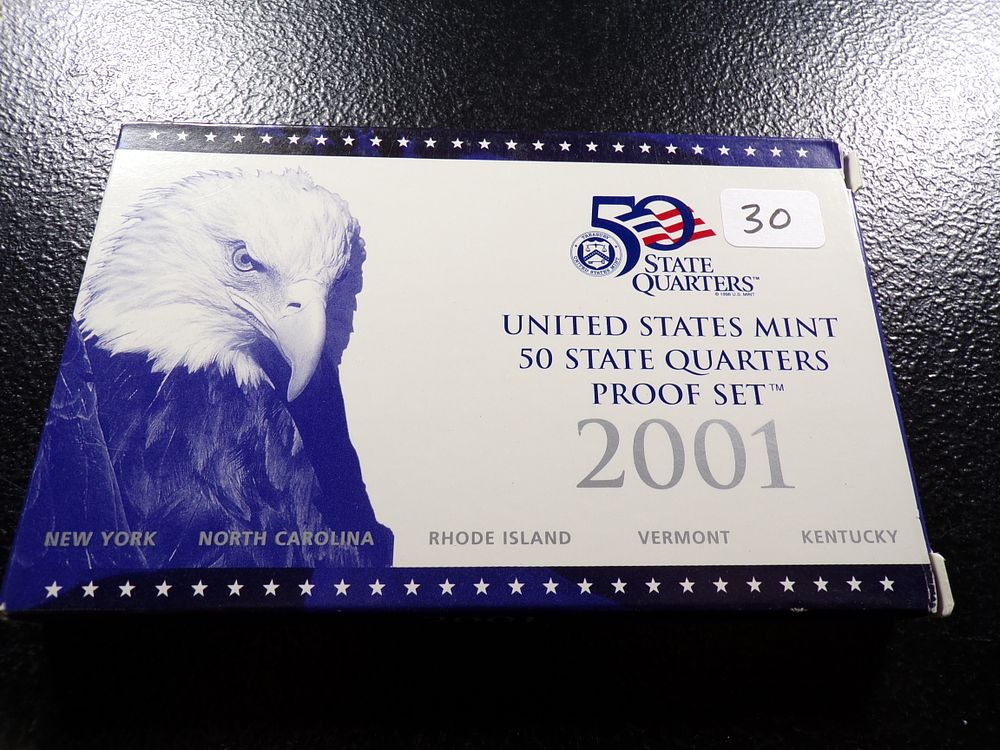 50
30
STATE
QUARTERS™
© 1998 U.S. MINT
UNITED STATES MINT
50 STATE QUARTERS
PROOF SET™
2001
NEW YORK NORTH CAROLINA RHODE ISLAND VERMONT KENTUCKY